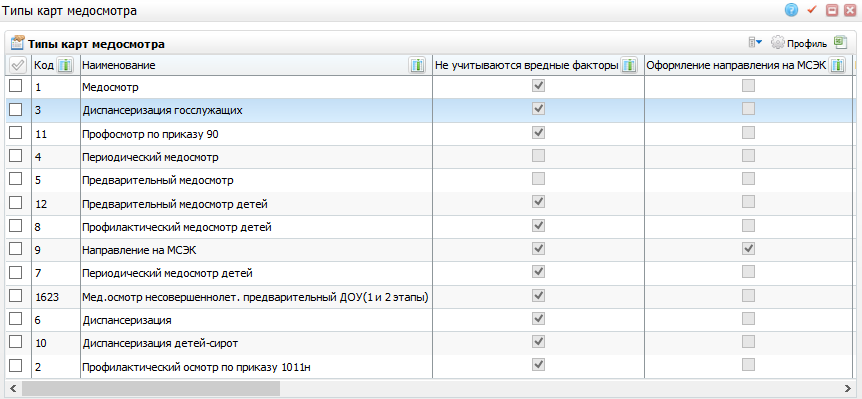 Типы карт медосмотра
Типы карт медосмотра Профиль
Код Наименование Не учитываются вредные факторы Оформление направления на МСЭК
1 Медосмотр
3 Диспансеризация госслужащих
11 Профосмотр по приказу 90
4 Периодический медосмотр
5 Предварительный медосмотр
12 Предварительный медосмотр детей
8 Профилактический медосмотр детей
9 Направление на МСЭК
7 Периодический медосмотр детей
1623 Мед.осмотр несовершеннолет. предварительный ДОУ(1 и 2 этапы)
6 Диспансеризация
10 Диспансеризация детей-сирот
2 Профилактический осмотр по приказу 1011н